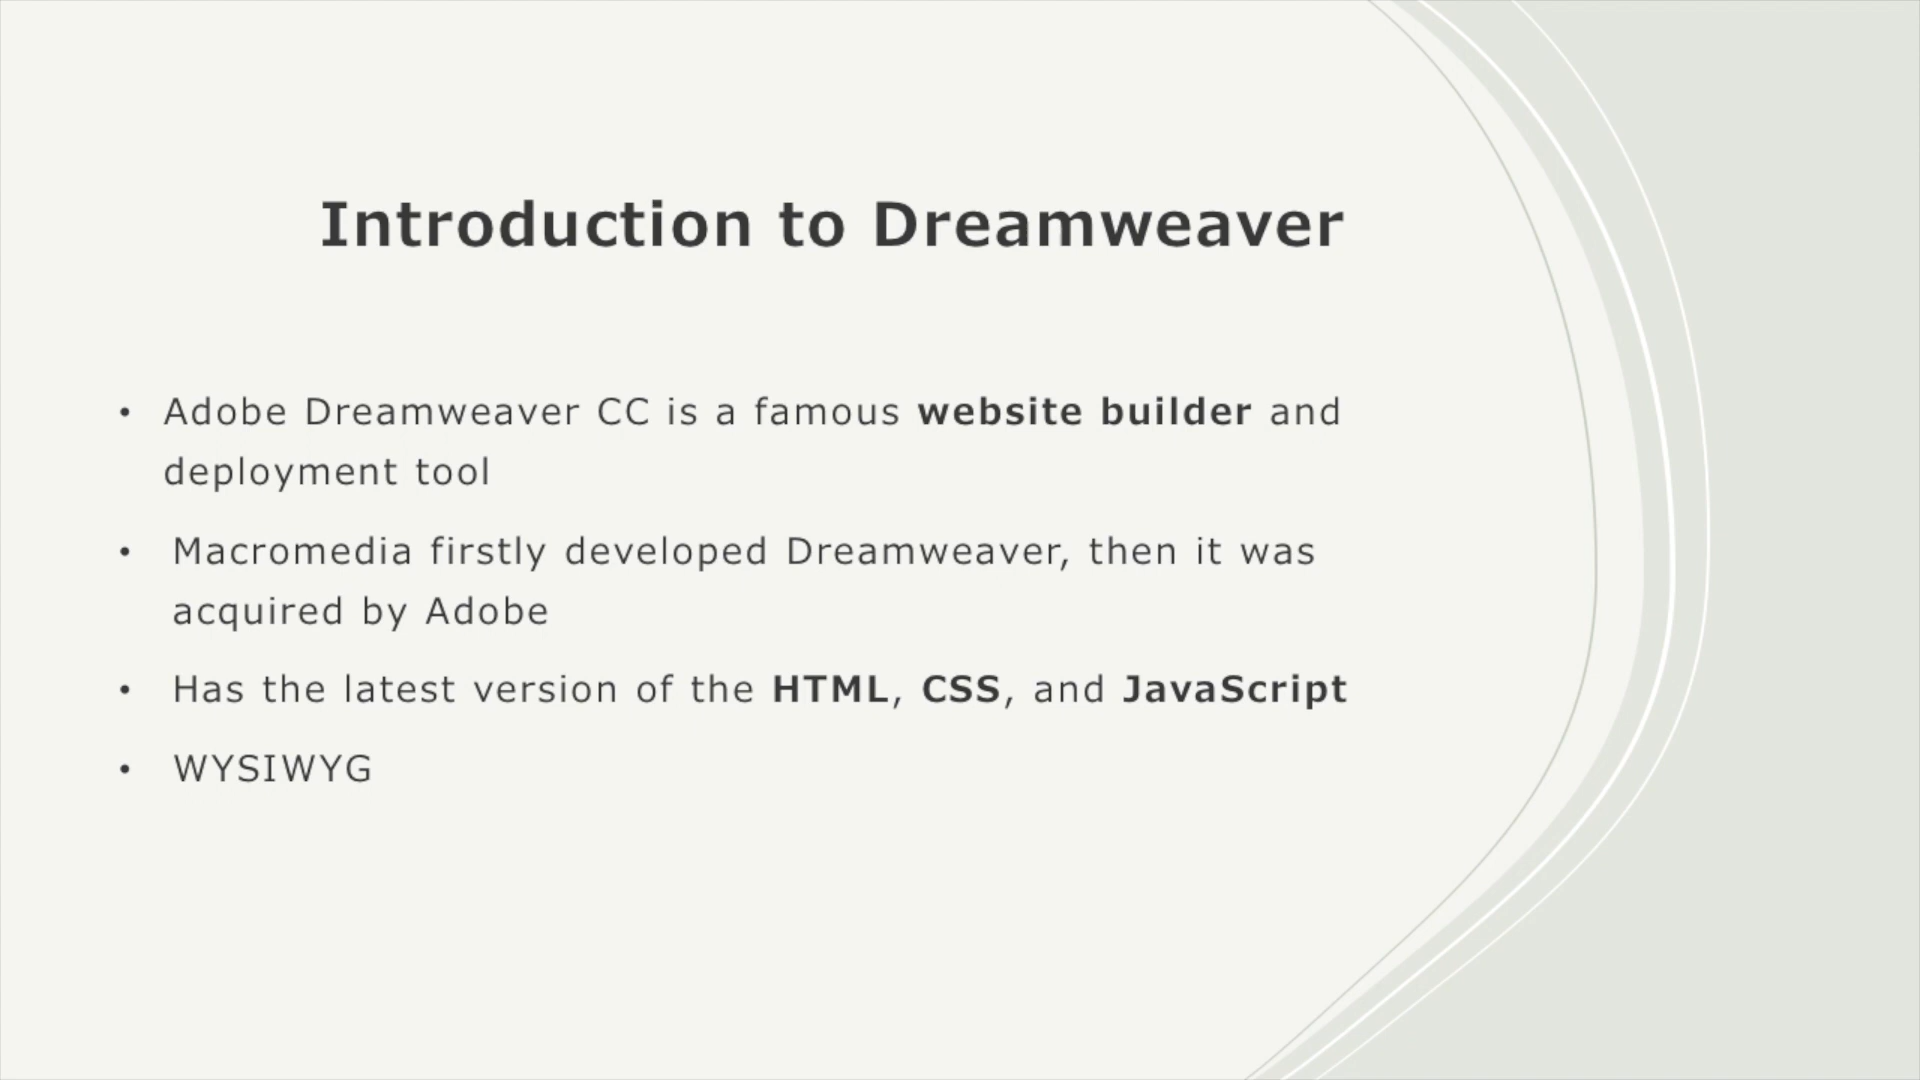 Introduction to Dreamweaver
• Adobe Dreamweaver CC is a famous website builder and
deployment tool
• Macromedia firstly developed Dreamweaver, then it was
acquired by Adobe
• Has the latest version of the HTML, CSS, and JavaScript
• WYSIWYG